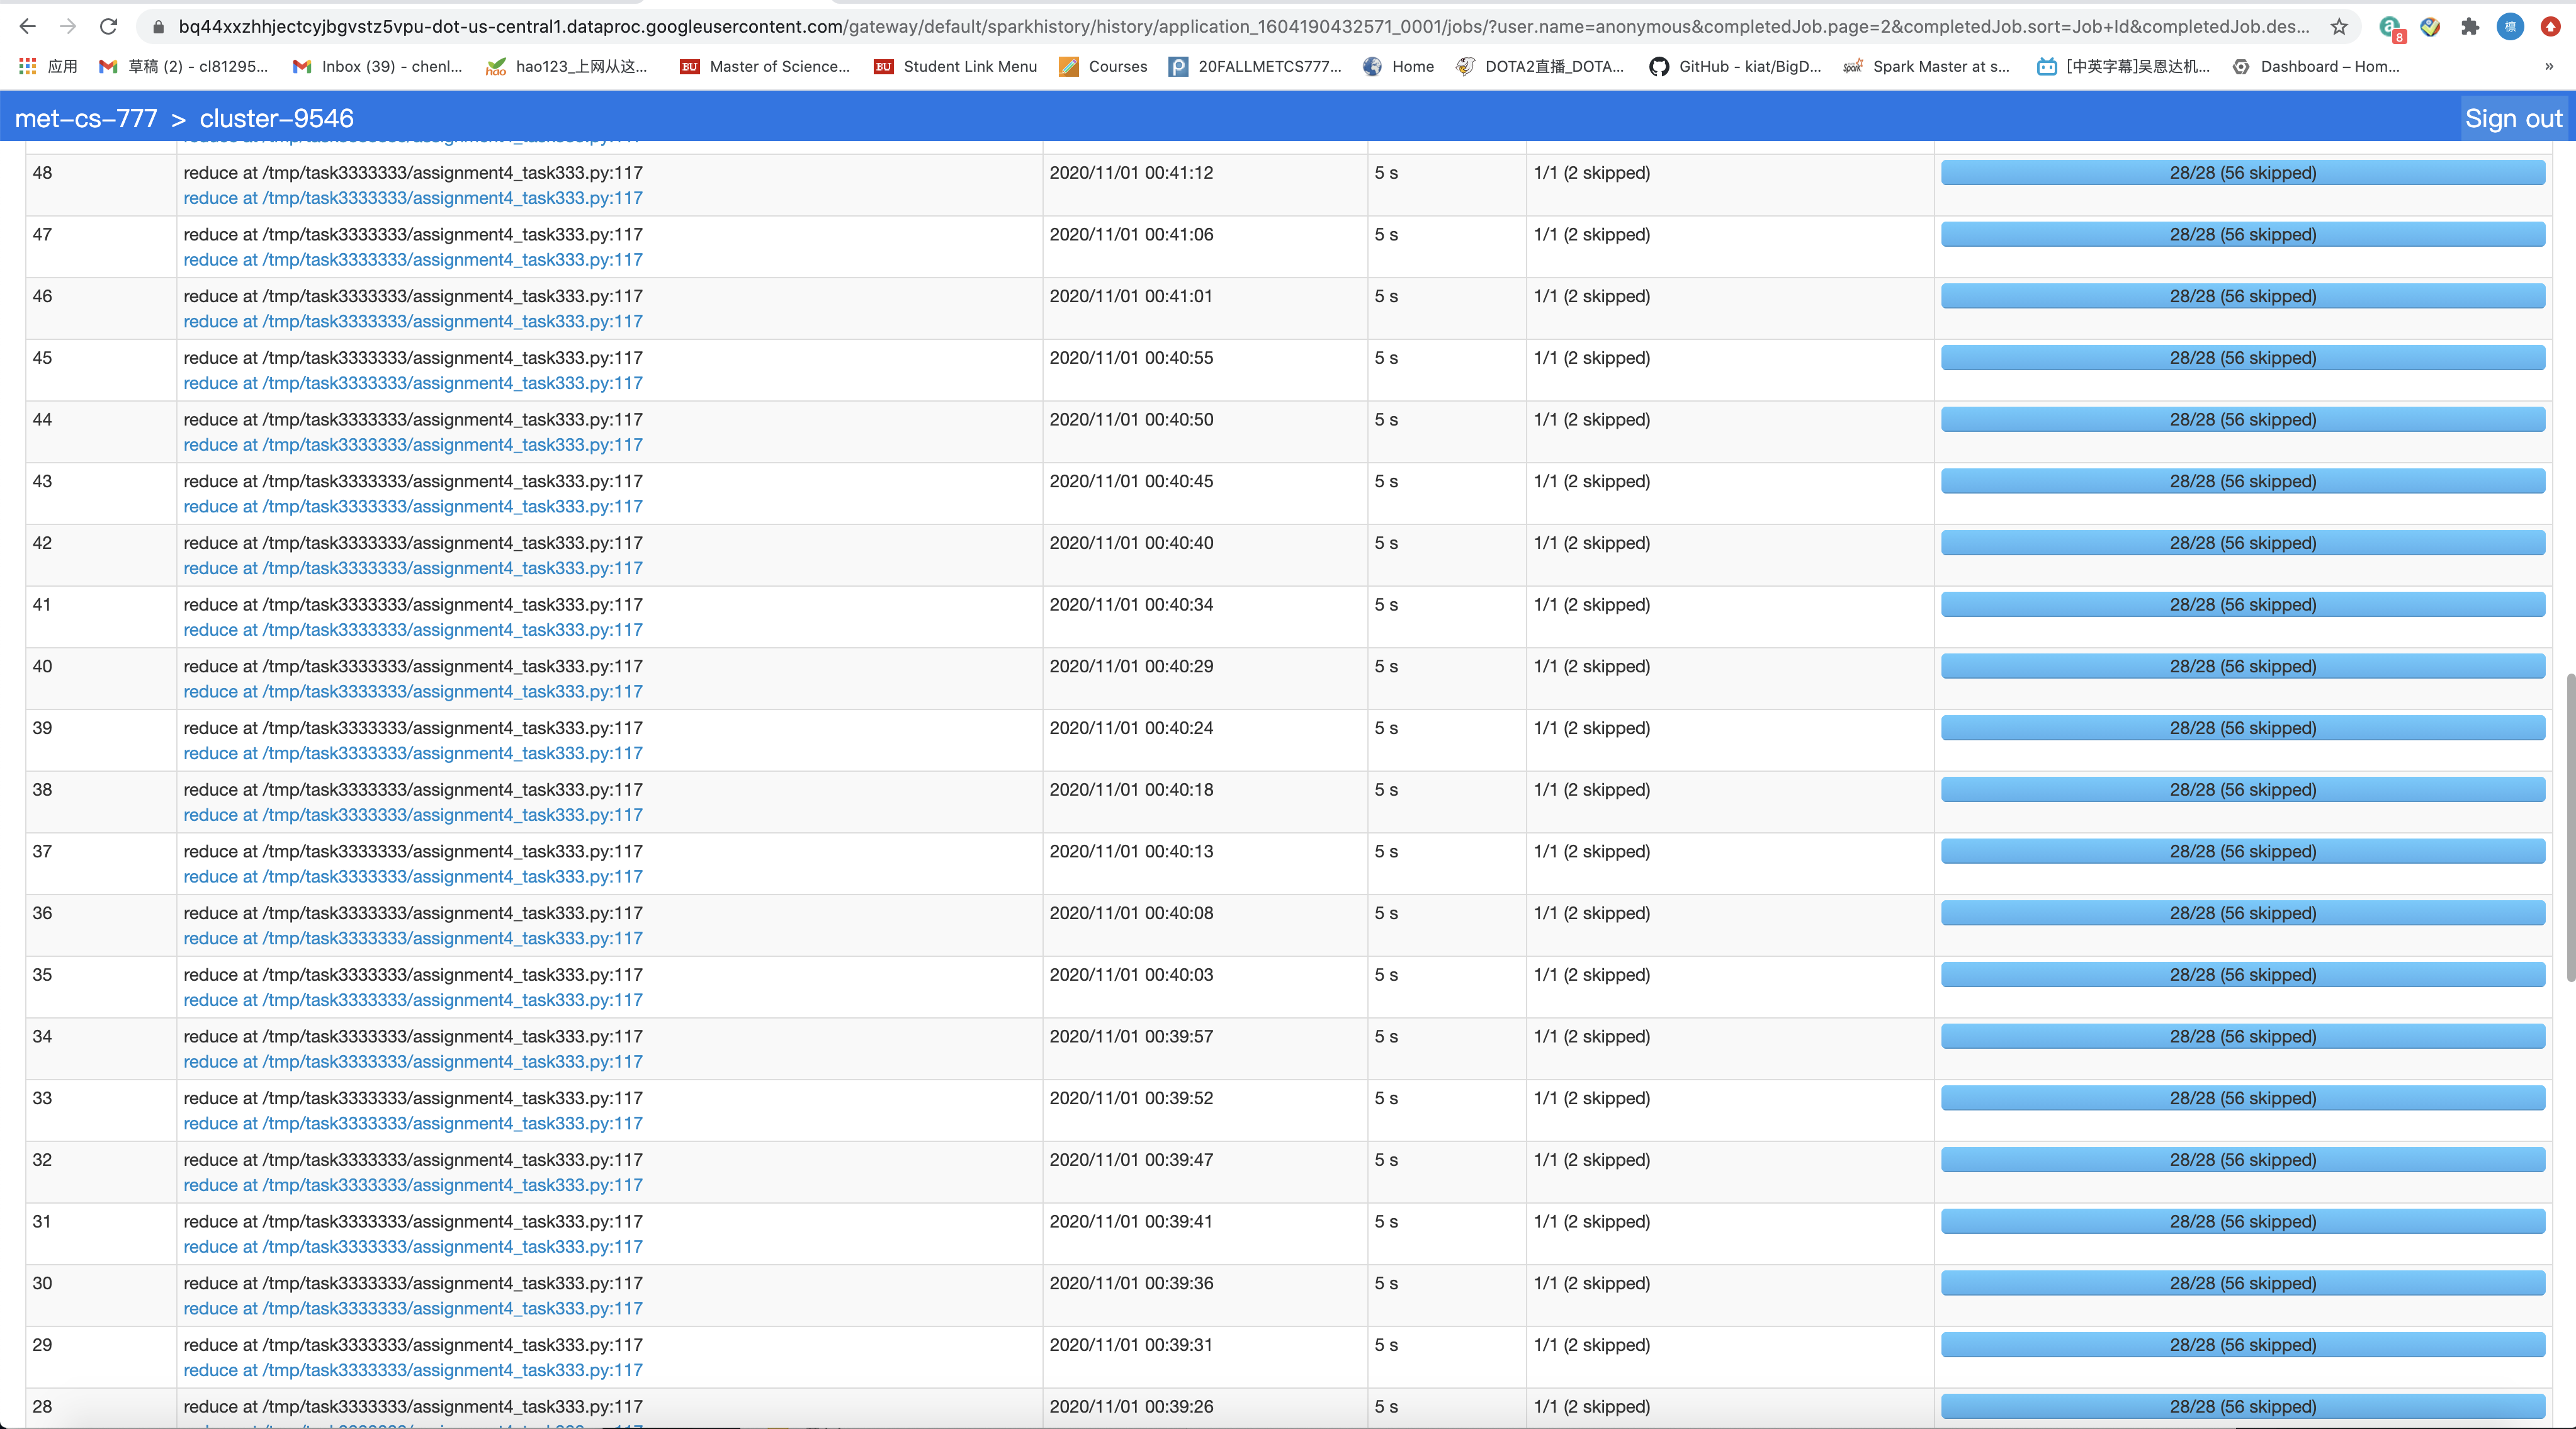 bq44xxzhhjectcyjbgvstz5vpu-dot-us-central1.dataproc.googleusercontent.com/gateway/default/sparkhistory/history/application_1604190432571_0001/jobs/?user.name=anonymous&completedJob.page=2&completedJob.sort=Job+Id&completedJob.des... 8 檩
应用 草稿 (2) - cl81295... Inbox (39) - chenl... hao hao123_上网从这... BU Master of Science... BU Student Link Menu Courses 20FALLMETCS777... Home DOTA2直播_DOTA... GitHub - kiat/BigD... Spark Master at s... [中英字幕]吴恩达机... Dashboard – Hom... »
met-cs-777 > cluster-9546 Sign out
48 reduce at /tmp/task3333333/assignment4_task333.py:117 2020/11/01 00:41:12 5 s 1/1 (2 skipped) 28/28 (56 skipped)
reduce at /tmp/task3333333/assignment4_task333.py:117
47 reduce at /tmp/task3333333/assignment4_task333.py:117 2020/11/01 00:41:06 5 s 1/1 (2 skipped) 28/28 (56 skipped)
reduce at /tmp/task3333333/assignment4_task333.py:117
46 reduce at /tmp/task3333333/assignment4_task333.py:117 2020/11/01 00:41:01 5 s 1/1 (2 skipped) 28/28 (56 skipped)
reduce at /tmp/task3333333/assignment4_task333.py:117
45 reduce at /tmp/task3333333/assignment4_task333.py:117 2020/11/01 00:40:55 5 s 1/1 (2 skipped) 28/28 (56 skipped)
reduce at /tmp/task3333333/assignment4_task333.py:117
44 reduce at /tmp/task3333333/assignment4_task333.py:117 2020/11/01 00:40:50 5 s 1/1 (2 skipped) 28/28 (56 skipped)
reduce at /tmp/task3333333/assignment4_task333.py:117
43 reduce at /tmp/task3333333/assignment4_task333.py:117 2020/11/01 00:40:45 5 s 1/1 (2 skipped) 28/28 (56 skipped)
reduce at /tmp/task3333333/assignment4_task333.py:117
42 reduce at /tmp/task3333333/assignment4_task333.py:117 2020/11/01 00:40:40 5 s 1/1 (2 skipped) 28/28 (56 skipped)
reduce at /tmp/task3333333/assignment4_task333.py:117
41 reduce at /tmp/task3333333/assignment4_task333.py:117 2020/11/01 00:40:34 5 s 1/1 (2 skipped) 28/28 (56 skipped)
reduce at /tmp/task3333333/assignment4_task333.py:117
40 reduce at /tmp/task3333333/assignment4_task333.py:117 2020/11/01 00:40:29 5 s 1/1 (2 skipped) 28/28 (56 skipped)
reduce at /tmp/task3333333/assignment4_task333.py:117
39 reduce at /tmp/task3333333/assignment4_task333.py:117 2020/11/01 00:40:24 5 s 1/1 (2 skipped) 28/28 (56 skipped)
reduce at /tmp/task3333333/assignment4_task333.py:117
38 reduce at /tmp/task3333333/assignment4_task333.py:117 2020/11/01 00:40:18 5 s 1/1 (2 skipped) 28/28 (56 skipped)
reduce at /tmp/task3333333/assignment4_task333.py:117
37 reduce at /tmp/task3333333/assignment4_task333.py:117 2020/11/01 00:40:13 5 s 1/1 (2 skipped) 28/28 (56 skipped)
reduce at /tmp/task3333333/assignment4_task333.py:117
36 reduce at /tmp/task3333333/assignment4_task333.py:117 2020/11/01 00:40:08 5 s 1/1 (2 skipped) 28/28 (56 skipped)
reduce at /tmp/task3333333/assignment4_task333.py:117
35 reduce at /tmp/task3333333/assignment4_task333.py:117 2020/11/01 00:40:03 5 s 1/1 (2 skipped) 28/28 (56 skipped)
reduce at /tmp/task3333333/assignment4_task333.py:117
34 reduce at /tmp/task3333333/assignment4_task333.py:117 2020/11/01 00:39:57 5 s 1/1 (2 skipped) 28/28 (56 skipped)
reduce at /tmp/task3333333/assignment4_task333.py:117
33 reduce at /tmp/task3333333/assignment4_task333.py:117 2020/11/01 00:39:52 5 s 1/1 (2 skipped) 28/28 (56 skipped)
reduce at /tmp/task3333333/assignment4_task333.py:117
32 reduce at /tmp/task3333333/assignment4_task333.py:117 2020/11/01 00:39:47 5 s 1/1 (2 skipped) 28/28 (56 skipped)
reduce at /tmp/task3333333/assignment4_task333.py:117
31 reduce at /tmp/task3333333/assignment4_task333.py:117 2020/11/01 00:39:41 5 s 1/1 (2 skipped) 28/28 (56 skipped)
reduce at /tmp/task3333333/assignment4_task333.py:117
30 reduce at /tmp/task3333333/assignment4_task333.py:117 2020/11/01 00:39:36 5 s 1/1 (2 skipped) 28/28 (56 skipped)
reduce at /tmp/task3333333/assignment4_task333.py:117
29 reduce at /tmp/task3333333/assignment4_task333.py:117 2020/11/01 00:39:31 5 s 1/1 (2 skipped) 28/28 (56 skipped)
reduce at /tmp/task3333333/assignment4_task333.py:117
28 reduce at /tmp/task3333333/assignment4_task333.py:117 2020/11/01 00:39:26 5 s 1/1 (2 skipped) 28/28 (56 skipped)